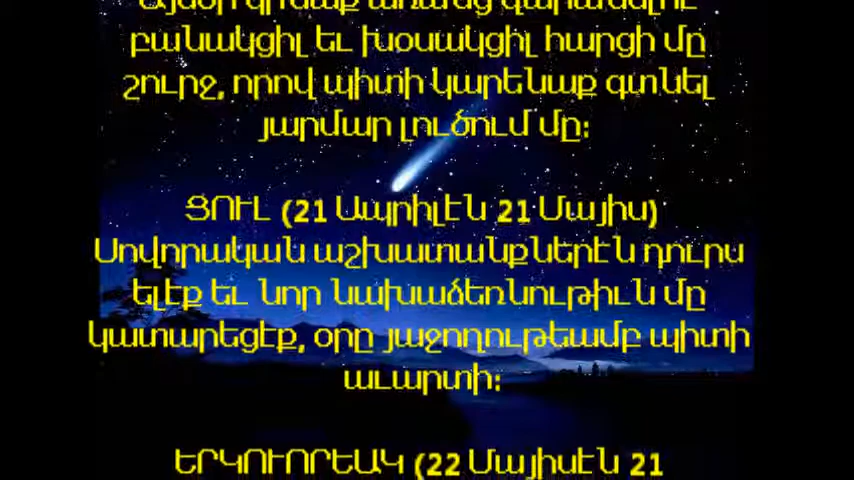 բանակցիլ եւ խօսակցիլ հարցի մը
շուրջ, որով պիտի կարենաք գտնել
յարմար լուծում մը։
ՑՈՒԼ (21 Ապրիլէն 21 Մայիս)
Սովորական աշխատանքներէն դուրս
ելէք եւ նոր նախաձեռնութիւն մը
կատարեցէք, օրը յաջողութեամբ պիտի
աւարտի։
ԵՐԿՈՒՈՐԵԱԿ (22 Մայիսէն 21